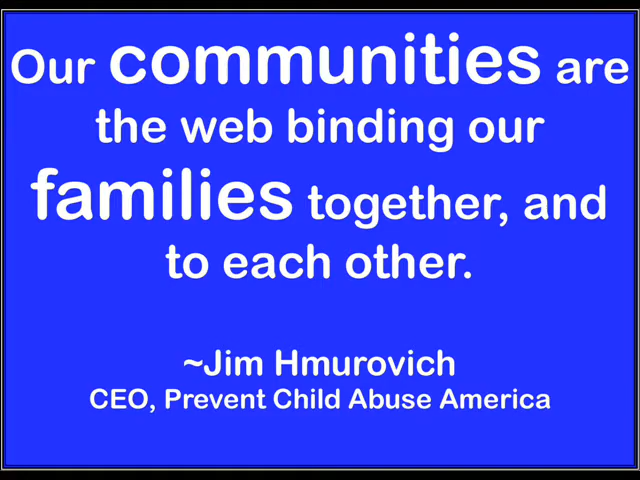 Our communities are
the web binding our
families together, and
to each other.
~Jim Hmurovich
CEO, Prevent Child Abuse America